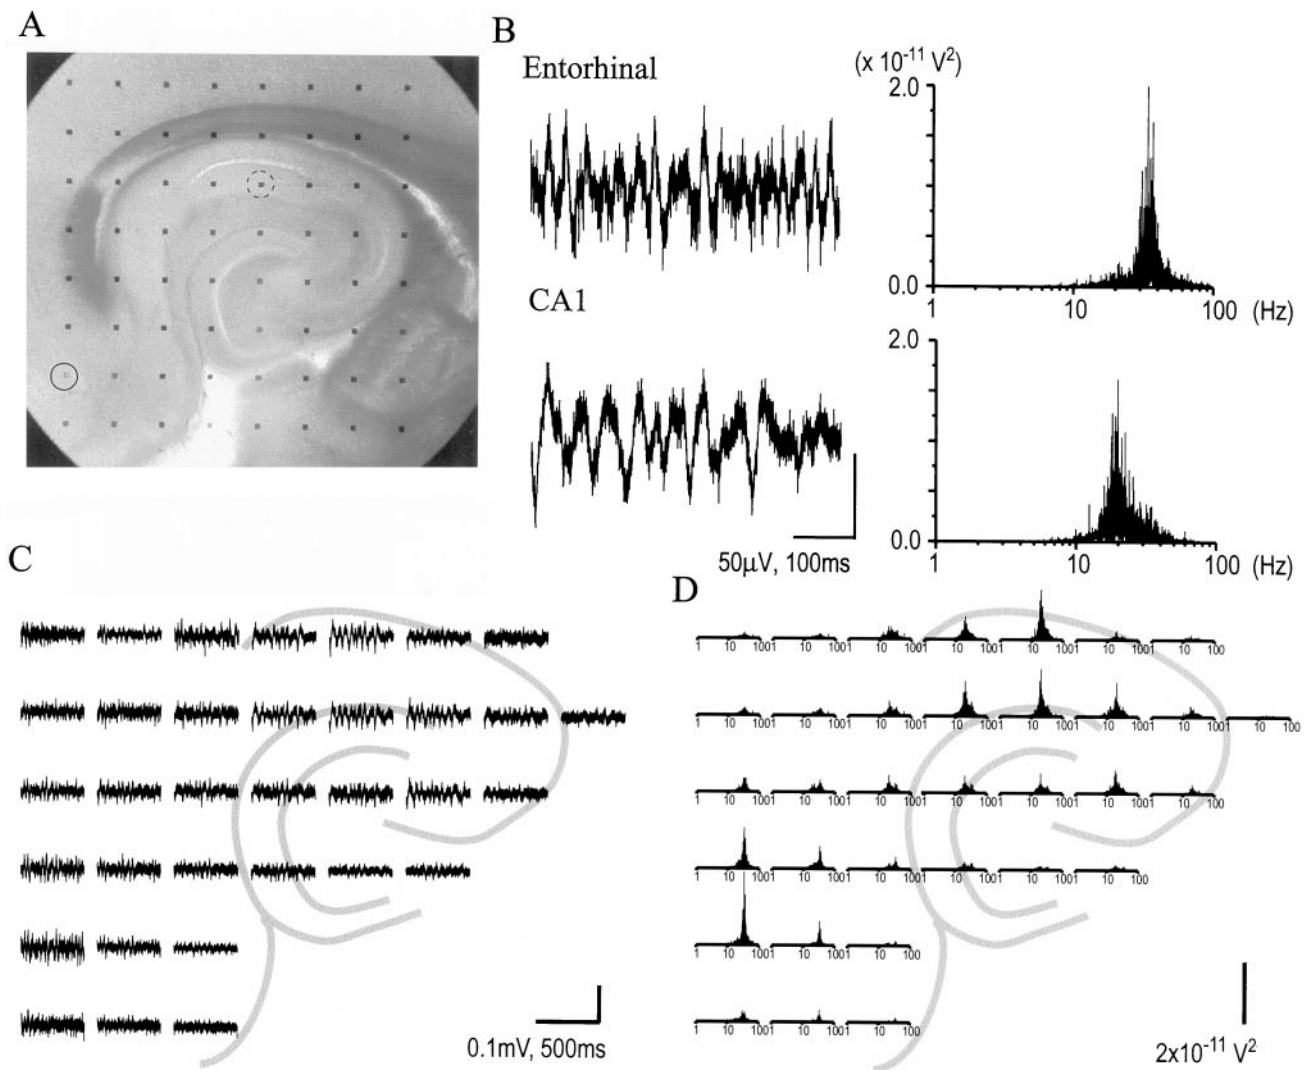 A
B
Entorhinal
(x 10-11 V2)
2.0
0.0
1 10 100 (Hz)
CA1
2.0
0.0
1 10 100 (Hz)
50µV, 100ms
C
0.1mV, 500ms
D
1 10 1001 10 1001 10 1001 10 1001 10 1001 10 1001 10 100
1 10 1001 10 1001 10 1001 10 1001 10 1001 10 1001 10 1001 10 100
1 10 1001 10 1001 10 1001 10 1001 10 1001 10 1001 10 100
1 10 1001 10 1001 10 1001 10 1001 10 1001 10 100
1 10 1001 10 1001 10 100
1 10 1001 10 1001 10 100
2x10-11 V2